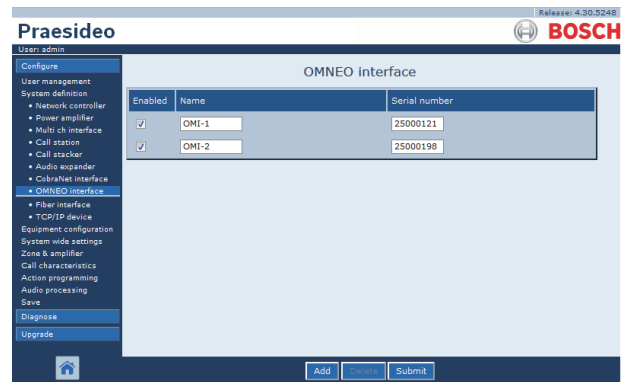 Release: 4.30.5248
Praesideo
BOSCH
User: admin
Configure
User management
System definition
• Network controller
• Power amplifier
• Multi ch interface
• Call station
• Call stacker
• Audio expander
• CobraNet interface
• OMNEO interface
• Fiber interface
• TCP/IP device
Equipment configuration
System wide settings
Zone & amplifier
Call characteristics
Action programming
Audio processing
Save
Diagnose
Upgrade
OMNEO interface
Enabled Name Serial number
OMI-1 25000121
OMI-2 25000198
Add Delete Submit